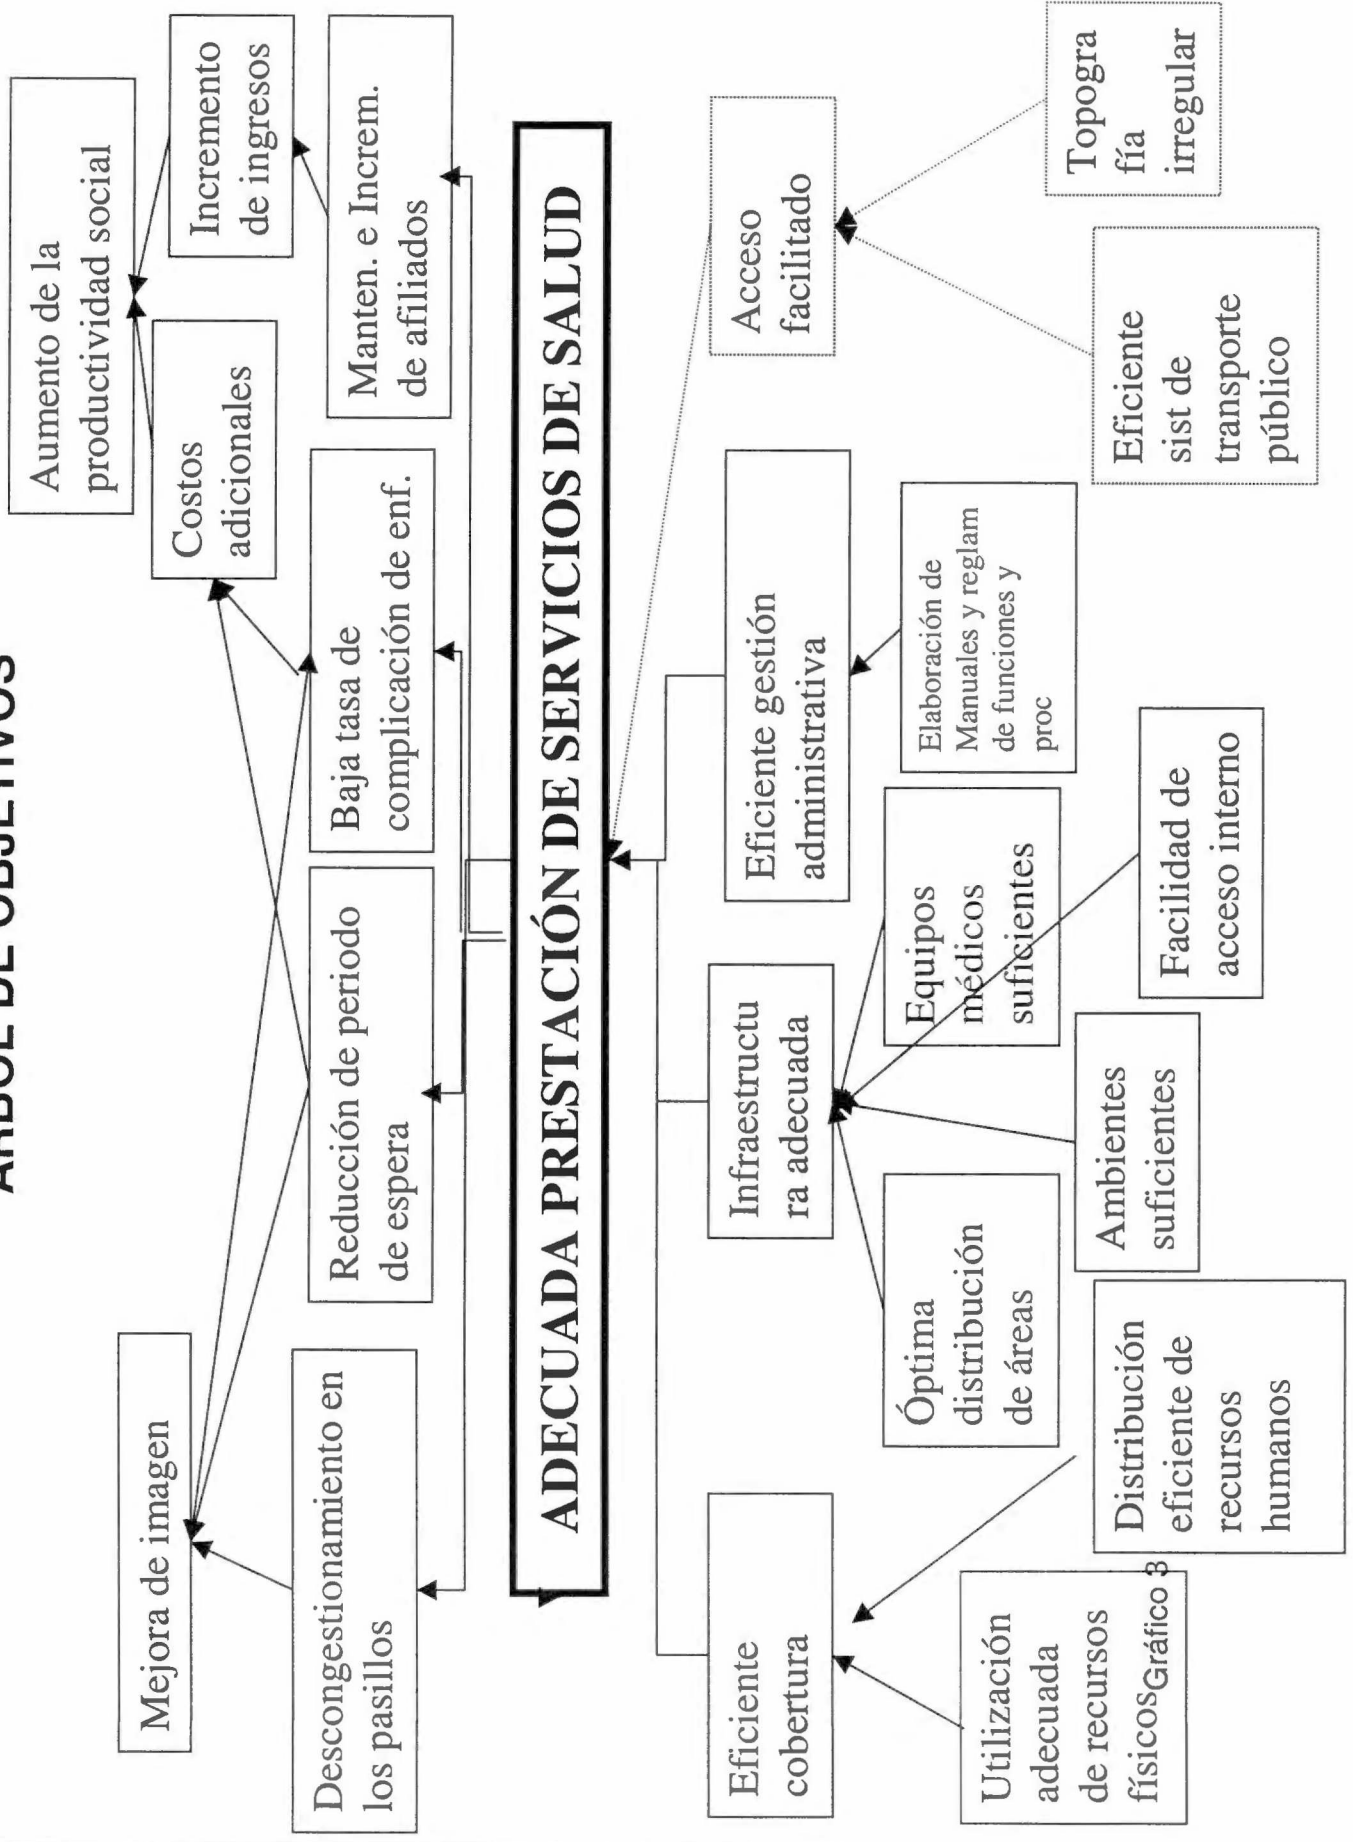 ÁRBOL DE OBJETIVOS
Aumento de la
productividad social
Mejora de imagen
Costos
adicionales
Incremento
de ingresos
Descongestionamiento en
los pasillos
Reducción de periodo
de espera
Baja tasa de
complicación de enf.
Manten. e Increm.
de afiliados
ADECUADA PRESTACIÓN DE SERVICIOS DE SALUD
Eficiente
cobertura
Infraestructu
ra adecuada
Eficiente gestión
administrativa
Acceso
facilitado
Utilización
adecuada
de recursos
físicos
Distribución
eficiente de
recursos
humanos
Óptima
distribución
de áreas
Ambientes
suficientes
Equipos
médicos
suficientes
Facilidad de
acceso interno
Elaboración de
Manuales y reglam
de funciones y
proc
Eficiente
sist de
transporte
público
Topogra
fía
irregular
Gráfico 3